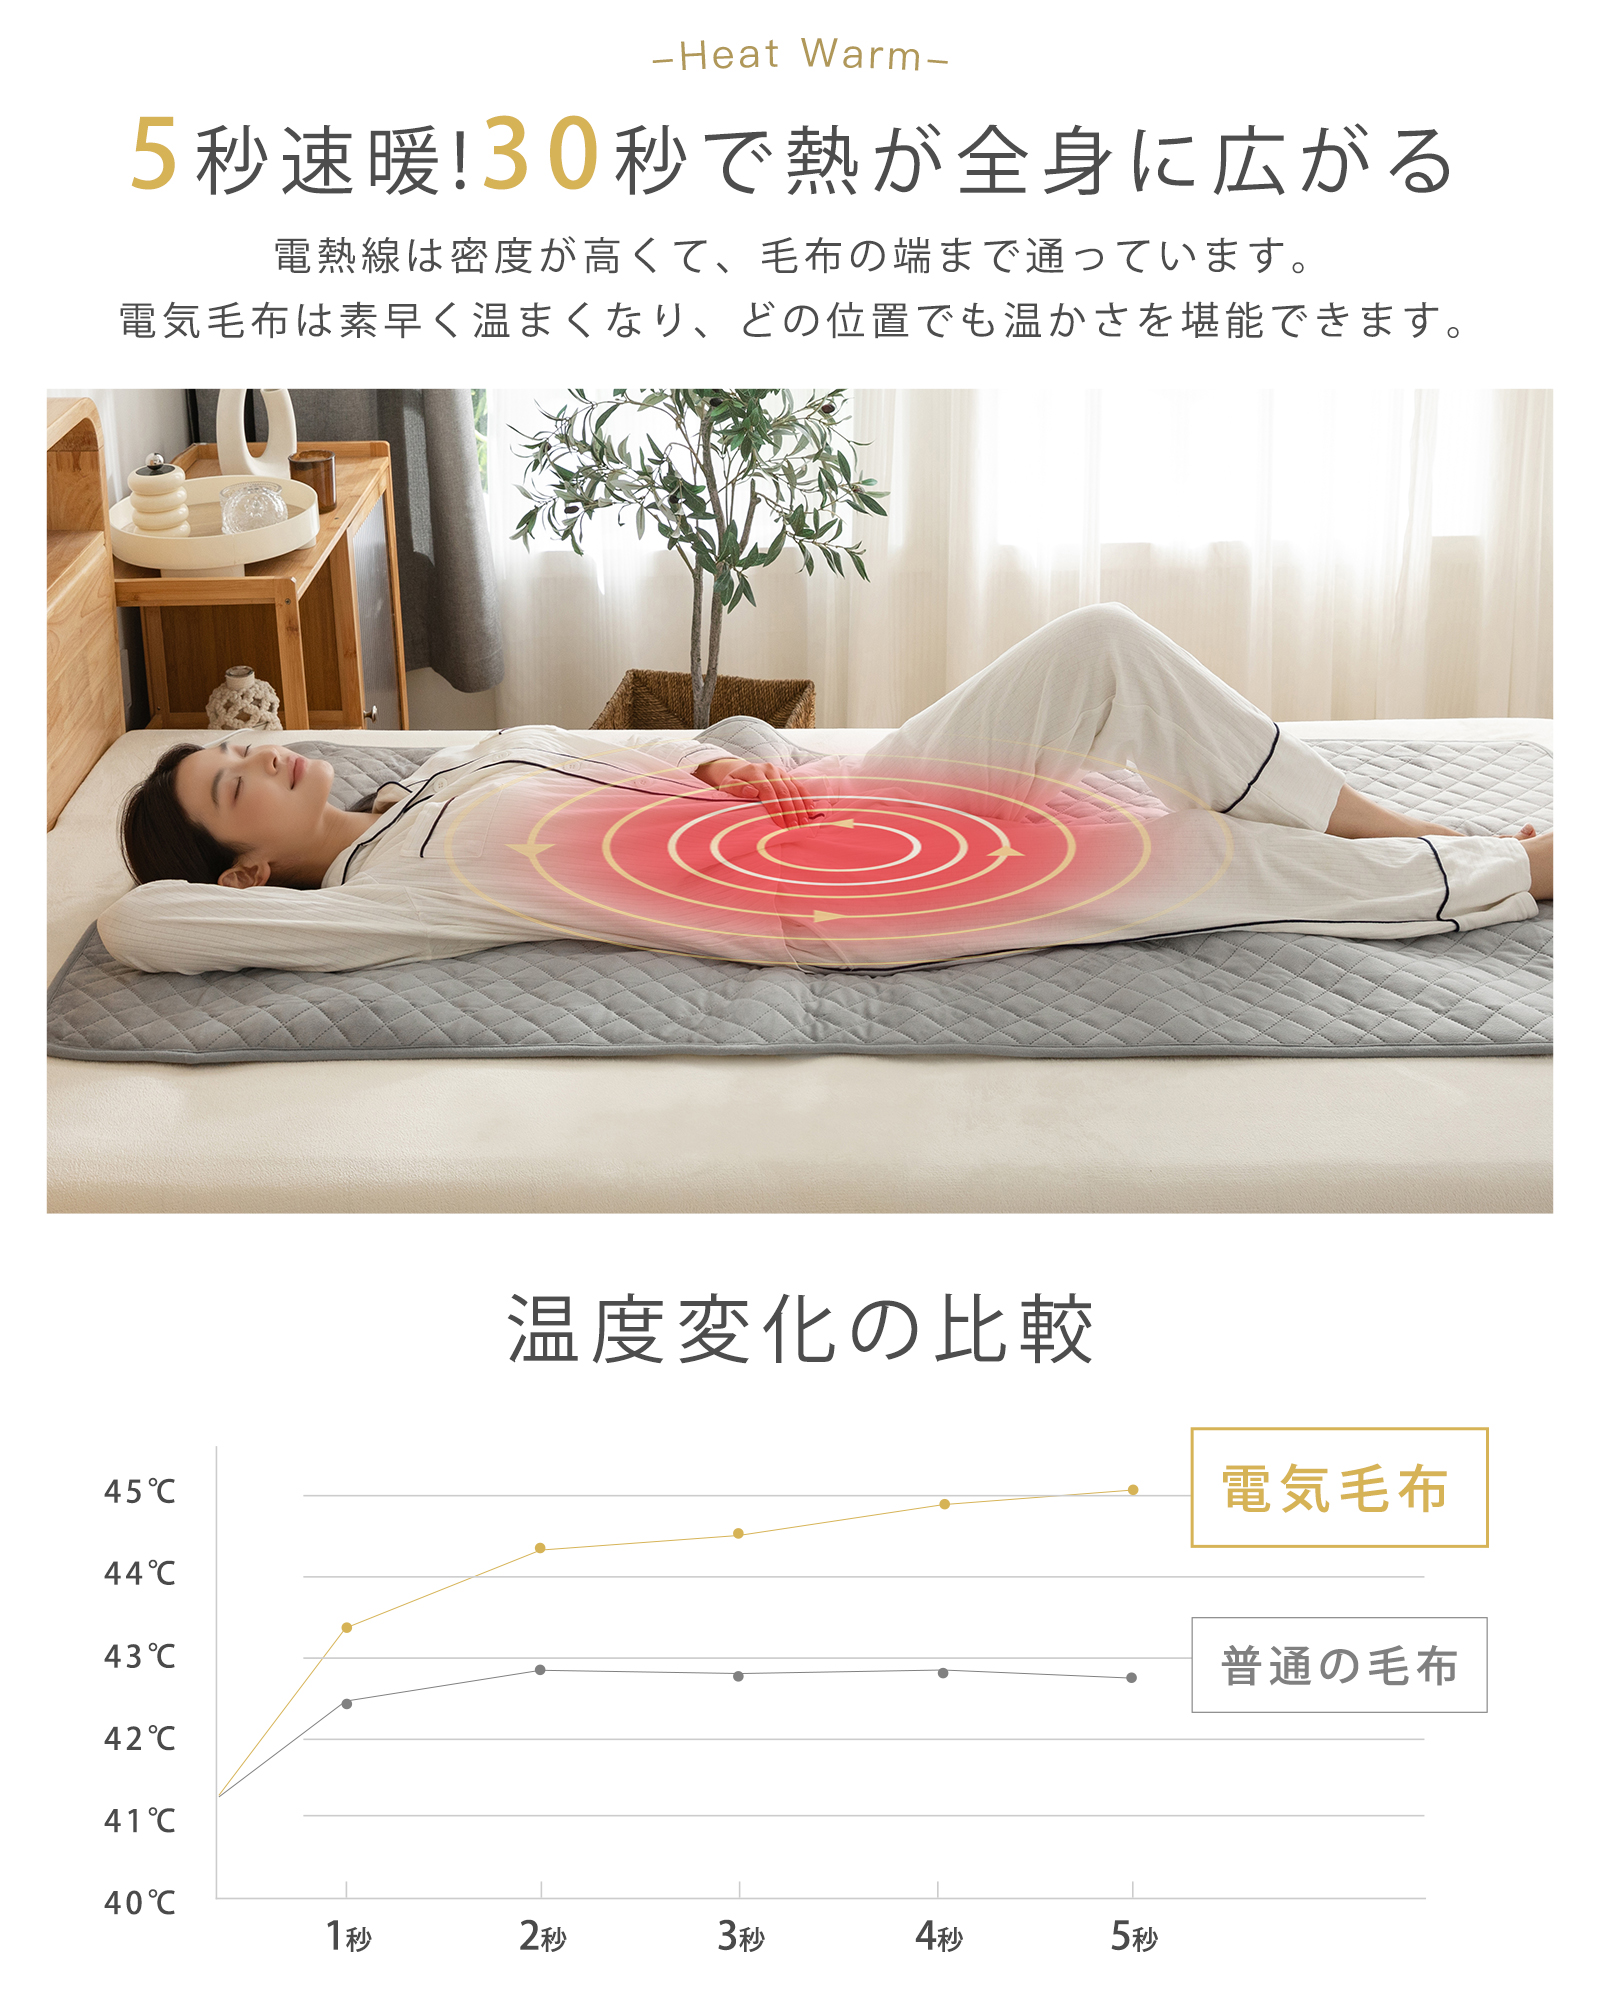 –Heat Warm–
5秒速暖!30秒で熱が全身に広がる
電熱線は密度が高くて、毛布の端まで通っています。
電気毛布は素早く温まくなり、どの位置でも温かさを堪能できます。
温度変化の比較
45℃
電気毛布
44℃
43℃
普通の毛布
42℃
41℃
40℃
1秒 2秒 3秒 4秒 5秒